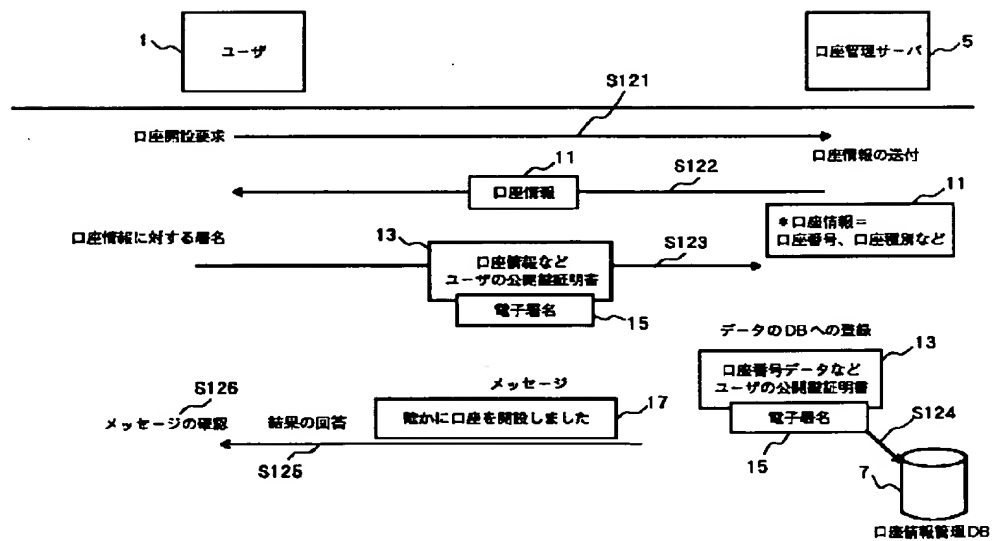 1
ユーザ
口座管理サーバ
5
S121
口座開設要求
口座情報の送付
11
口座情報
S122
11
*口座情報=
口座番号、口座種別など
口座情報に対する署名
13
口座情報など
ユーザの公開鍵証明書
電子署名
15
S123
データのDBへの登録
13
口座番号データなど
ユーザの公開鍵証明書
電子署名
15
S124
7
口座情報管理DB
メッセージ
確かに口座を開設しました
17
S126
メッセージの確認
結果の回答
S125